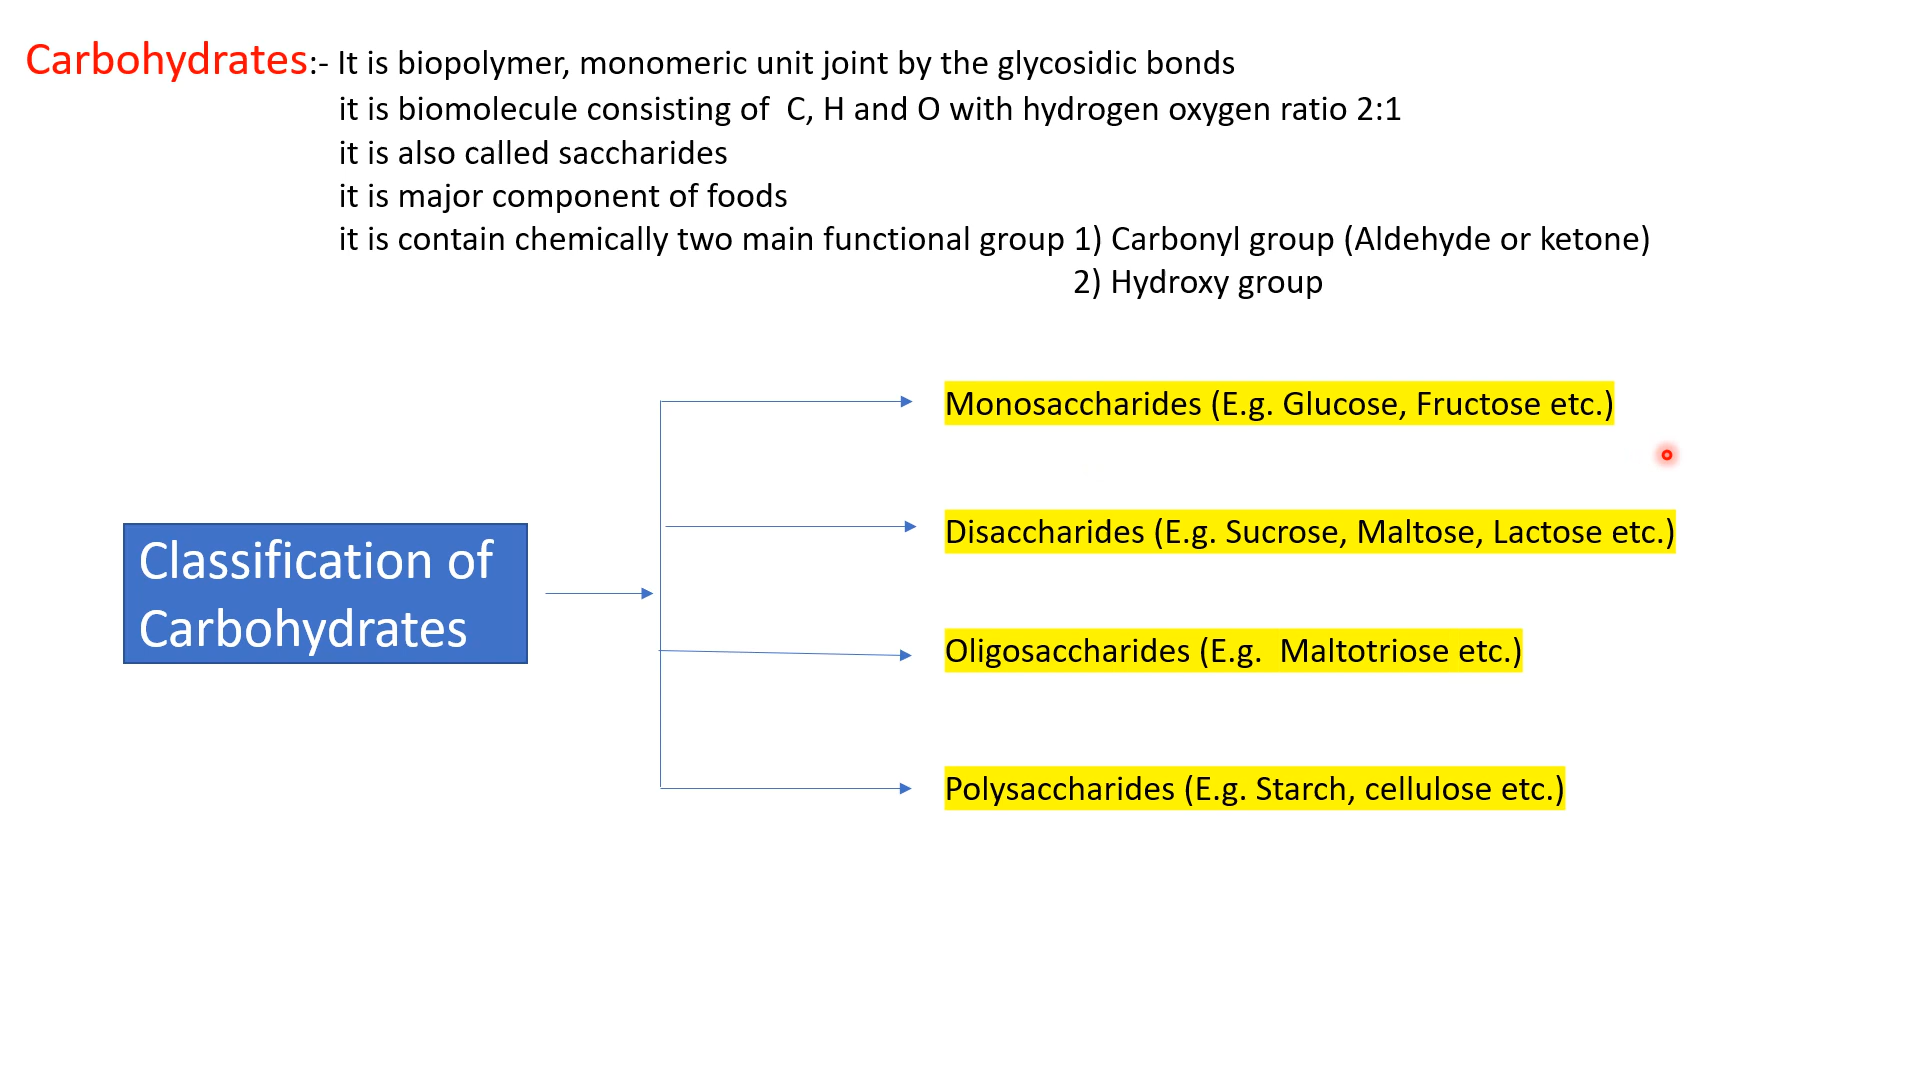 Carbohydrates:- It is biopolymer, monomeric unit joint by the glycosidic bonds
it is biomolecule consisting of  C, H and O with hydrogen oxygen ratio 2:1
it is also called saccharides
it is major component of foods
it is contain chemically two main functional group 1) Carbonyl group (Aldehyde or ketone)
2) Hydroxy group
Monosaccharides (E.g. Glucose, Fructose etc.)
Disaccharides (E.g. Sucrose, Maltose, Lactose etc.)
Classification of
Carbohydrates
Oligosaccharides (E.g.  Maltotriose etc.)
Polysaccharides (E.g. Starch, cellulose etc.)